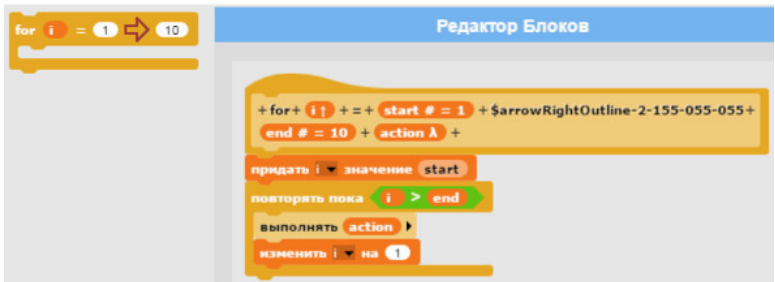 for i = 1 10
Редактор Блоков
+for+ i ↑ + = + start # = 1 + $arrowRightOutline-2-155-055-055+
end # = 10 + action λ +
придать i значение start
повторять пока i > end
выполнять action
изменить i на 1